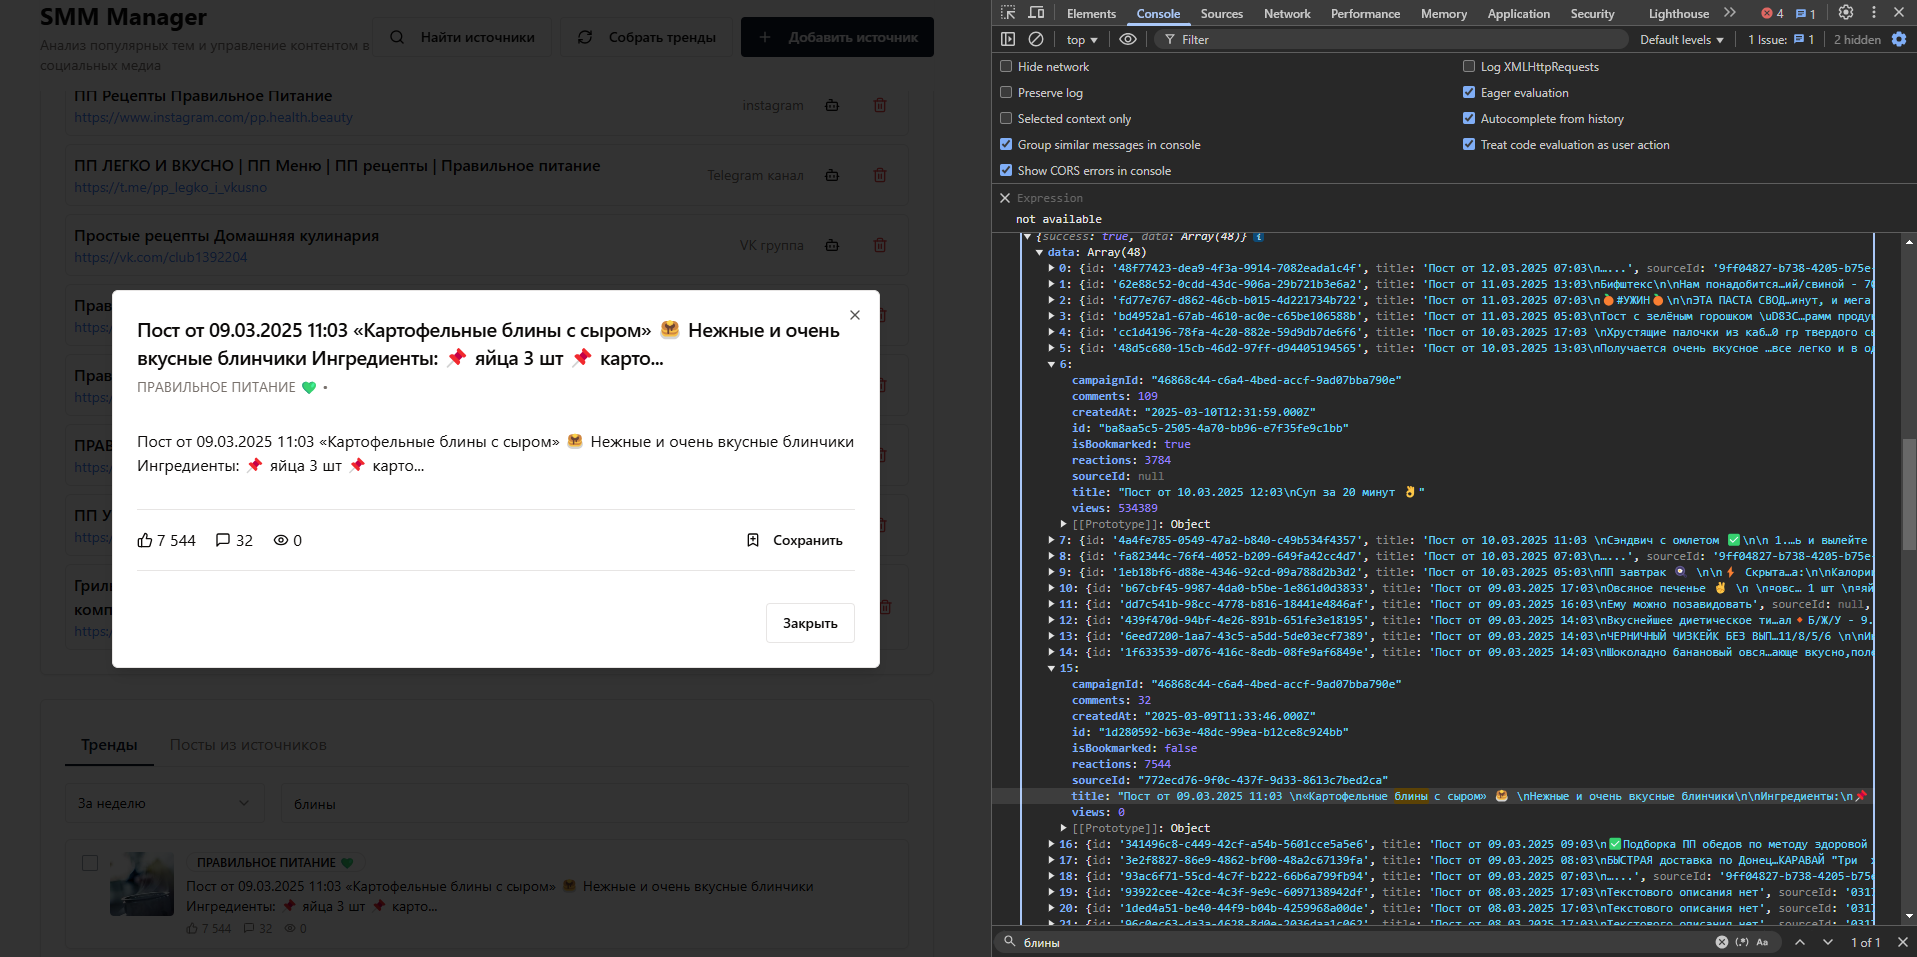 SMM Manager
Анализ популярных тем и управление контентом в
социальных медиа
Найти источники
Собрать тренды
Добавить источник
ПП Рецепты Правильное Питание
https://www.instagram.com/pp.health.beauty
instagram
ПП ЛЕГКО И ВКУСНО | ПП Меню | ПП рецепты | Правильное питание
https://t.me/pp_legko_i_vkusno
Telegram канал
Простые рецепты Домашняя кулинария
https://vk.com/club1392204
VK группа
Прав
https:/
Прав
https:/
ПРАВ
https:/
ПП У
https:/
Грил
комп
https:/
Пост от 09.03.2025 11:03 «Картофельные блины с сыром» 🥞 Нежные и очень
вкусные блинчики Ингредиенты: 📌 яйца 3 шт 📌 карто...
ПРАВИЛЬНОЕ ПИТАНИЕ 💚 •
Пост от 09.03.2025 11:03 «Картофельные блины с сыром» 🥞 Нежные и очень вкусные блинчики
Ингредиенты: 📌 яйца 3 шт 📌 карто...
7 544 32 0
Сохранить
Закрыть
Тренды
Посты из источников
За неделю
блины
ПРАВИЛЬНОЕ ПИТАНИЕ 💚
Пост от 09.03.2025 11:03 «Картофельные блины с сыром» 🥞 Нежные и очень вкусные блинчики
Ингредиенты: 📌 яйца 3 шт 📌 карто...
7 544 32 0
Elements Console Sources Network Performance Memory Application Security Lighthouse 4 1
top Filter Default levels 1 Issue: 1 2 hidden
Hide network
Log XMLHttpRequests
Preserve log
Eager evaluation
Selected context only
Autocomplete from history
Group similar messages in console
Treat code evaluation as user action
Show CORS errors in console
Expression
not available
{success: true, data: Array(48)}
data: Array(48)
0: {id: '48f77423-dea9-4f3a-9914-7082eada1c4f', title: 'Пост от 12.03.2025 07:03\n…...', sourceId: '9ff04827-b738-4205-b75e-
1: {id: '62e88c52-0cdd-43dc-906a-29b721b3e6a2', title: 'Пост от 11.03.2025 13:03\nБифштекс\n\nНам понадобится…ий/свиной - 70
2: {id: 'fd77e767-d862-46cb-b015-4d221734b722', title: 'Пост от 11.03.2025 07:03\n🍊#УЖИН🍊\n\nЭТА ПАСТА СВОД…инут, и мега
3: {id: 'bd4952a1-67ab-4610-ac0e-c65be106588b', title: 'Пост от 11.03.2025 05:03\nТост с зелёным горошком \uD83C…рамм проду
4: {id: 'cc1d4196-78fa-4c20-882e-59d9db7de6f6', title: 'Пост от 10.03.2025 17:03 \nХрустящие палочки из каб…0 гр твердого сы
5: {id: '48d5c680-15cb-46d2-97ff-d94405194565', title: 'Пост от 10.03.2025 13:03\nПолучается очень вкусное …все легко и в од
6:
campaignId: "46868c44-c6a4-4bed-accf-9ad07bba790e"
comments: 109
createdAt: "2025-03-10T12:31:59.000Z"
id: "ba8aa5c5-2505-4a70-bb96-e7f35fe9c1bb"
isBookmarked: true
reactions: 3784
sourceId: null
title: "Пост от 10.03.2025 12:03\nСуп за 20 минут 👌"
views: 534389
[[Prototype]]: Object
7: {id: '4a4fe785-0549-47a2-b840-c49b534f4357', title: 'Пост от 10.03.2025 11:03 \nСэндвич с омлетом ✅\n\n 1.…ь и вылейте
8: {id: 'fa82344c-76f4-4052-b209-649fa42cc4d7', title: 'Пост от 10.03.2025 07:03\n…...', sourceId: '9ff04827-b738-4205-b75e-
9: {id: '1eb18bf6-d88e-4346-92cd-09a788d2b3d2', title: 'Пост от 10.03.2025 05:03\nПП завтрак 🍳 \n\n⚡ Скрыта…а:\n\nКалори
10: {id: 'b67cbf45-9987-4da0-b5be-1e861d0d3833', title: 'Пост от 09.03.2025 17:03\nОвсяное печенье ✌ \n \n▫овс… 1 шт \n▫яй
11: {id: 'dd7c541b-98cc-4778-b816-18441e4846af', title: 'Пост от 09.03.2025 16:03\nЕму можно позавидовать', sourceId: null,
12: {id: '439f470d-94bf-4e26-891b-651fe3e18195', title: 'Пост от 09.03.2025 14:03\nВкуснейшее диетическое ти…ал🔸Б/Ж/У - 9.
13: {id: '6eed7200-1aa7-43c5-a5dd-5de03ecf7389', title: 'Пост от 09.03.2025 14:03\nЧЕРНИЧНЫЙ ЧИЗКЕЙК БЕЗ ВЫП…11/8/5/6 \n\nИн
14: {id: '1f633539-d076-416c-8edb-08fe9af6849e', title: 'Пост от 09.03.2025 14:03\nШоколадно банановый овся…ающе вкусно,пол
15:
campaignId: "46868c44-c6a4-4bed-accf-9ad07bba790e"
comments: 32
createdAt: "2025-03-09T11:33:46.000Z"
id: "1d280592-b63e-48dc-99ea-b12ce8c924bb"
isBookmarked: false
reactions: 7544
sourceId: "772ecd76-9f0c-437f-9d33-8613c7bed2ca"
title: "Пост от 09.03.2025 11:03 \n«Картофельные блины с сыром» 🥞 \nНежные и очень вкусные блинчики\n\nИнгредиенты:\n📌
views: 0
[[Prototype]]: Object
16: {id: '341496c8-c449-42cf-a54b-5601cce5a5e6', title: 'Пост от 09.03.2025 09:03\n✅Подборка ПП обедов по методу здоровой
17: {id: '3e2f8827-86e9-4862-bf00-48a2c67139fa', title: 'Пост от 09.03.2025 08:03\nБЫСТРАЯ доставка по Донец…КАРАВАЙ "Три
18: {id: '93ac6f71-55cd-4c7f-b222-66b6a799fb94', title: 'Пост от 09.03.2025 07:03\n…...', sourceId: '9ff04827-b738-4205-b75e-
19: {id: '93922cee-42ce-4c3f-9e9c-6097138942df', title: 'Пост от 08.03.2025 17:03\nТекстового описания нет', sourceId: '0317
20: {id: '1ded4a51-be40-44f9-b04b-4259968a00de', title: 'Пост от 08.03.2025 17:03\nТекстового описания нет', sourceId: '0317
блины
1 of 1